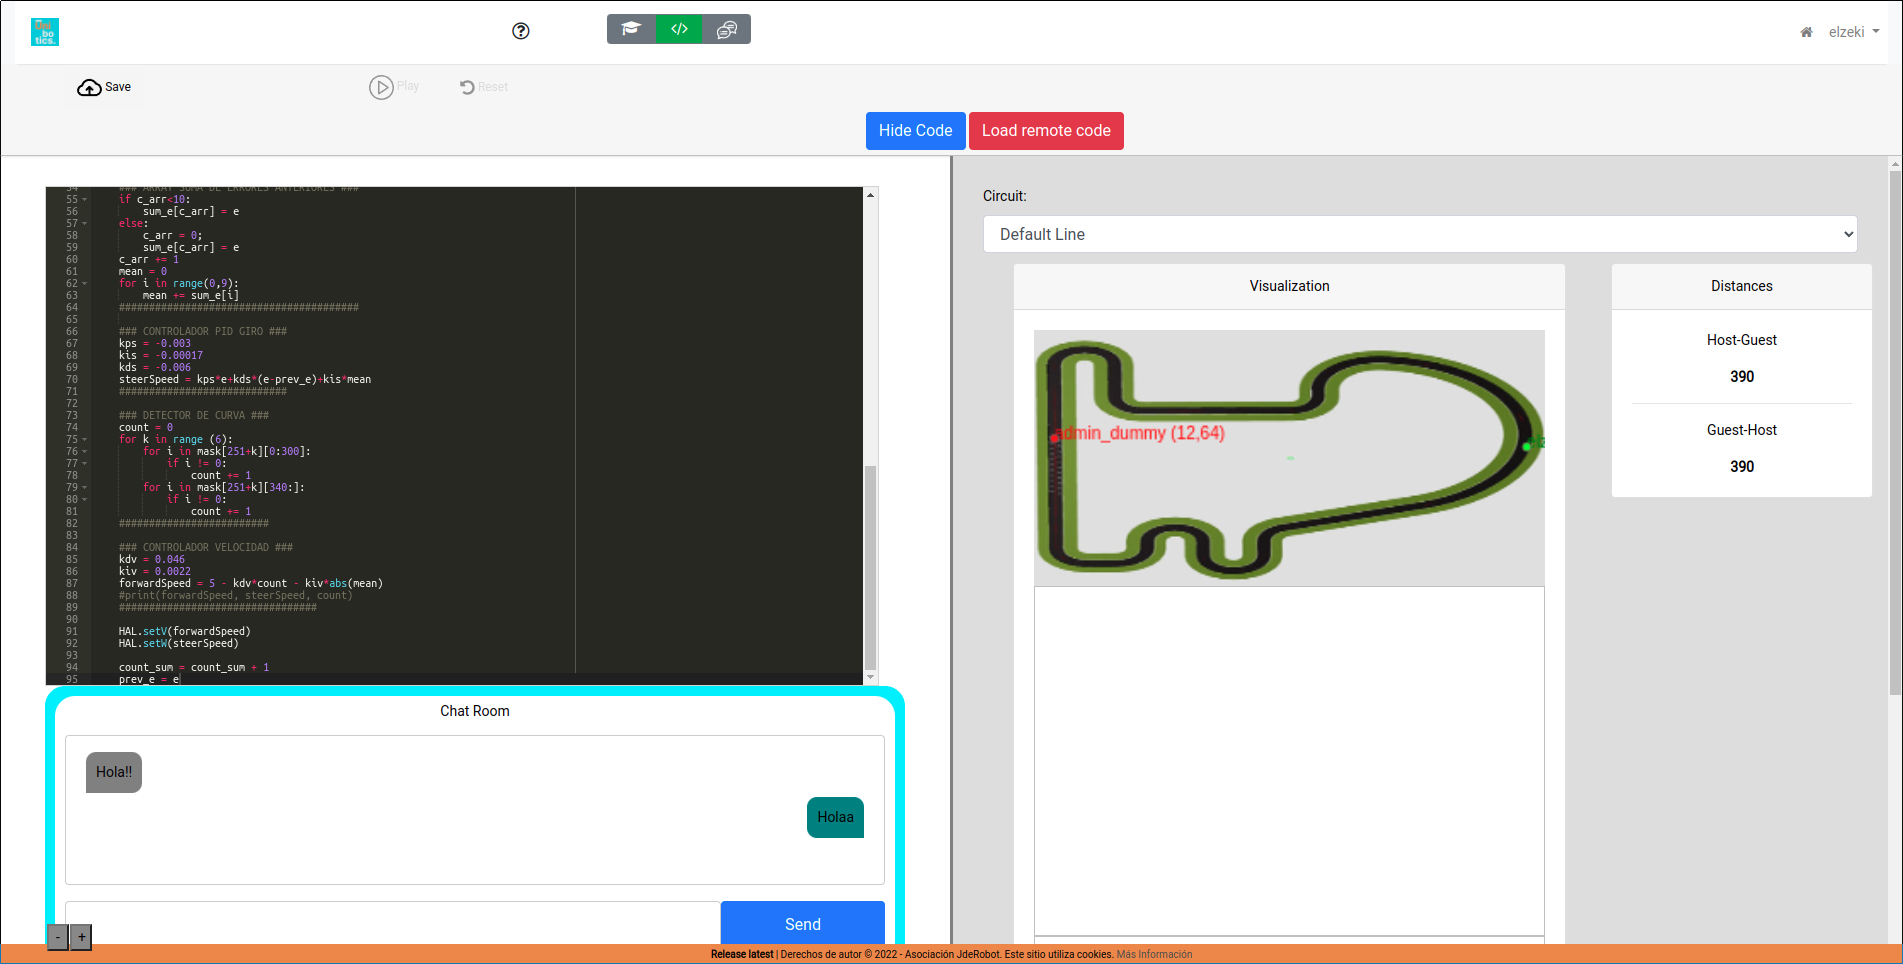 Uni
bo
tics.
elzeki
Save
Play
Reset
Hide Code
Load remote code
54 ### ARRAY SUMA DE ERRORES ANTERIORES ###
55 if c_arr<10:
56 sum_e[c_arr] = e
57 else:
58 c_arr = 0;
59 sum_e[c_arr] = e
60 c_arr += 1
61 mean = 0
62 for i in range(0,9):
63 mean += sum_e[i]
64 ########################################
65
66 ### CONTROLADOR PID GIRO ###
67 kps = -0.003
68 kis = -0.00017
69 kds = -0.006
70 steerSpeed = kps*e+kds*(e-prev_e)+kis*mean
71 ############################
72
73 ### DETECTOR DE CURVA ###
74 count = 0
75 for k in range (6):
76 for i in mask[251+k][0:300]:
77 if i != 0:
78 count += 1
79 for i in mask[251+k][340:]:
80 if i != 0:
81 count += 1
82 #########################
83
84 ### CONTROLADOR VELOCIDAD ###
85 kdv = 0.046
86 kiv = 0.0022
87 forwardSpeed = 5 - kdv*count - kiv*abs(mean)
88 #print(forwardSpeed, steerSpeed, count)
89 #################################
90
91 HAL.setV(forwardSpeed)
92 HAL.setW(steerSpeed)
93
94 count_sum = count_sum + 1
95 prev_e = e
Chat Room
Hola!!
Holaa
Send
- +
Circuit:
Default Line
Visualization
admin_dummy (12,64)
Distances
Host-Guest
390
Guest-Host
390
Release latest | Derechos de autor © 2022 - Asociación JdeRobot. Este sitio utiliza cookies. Más Información